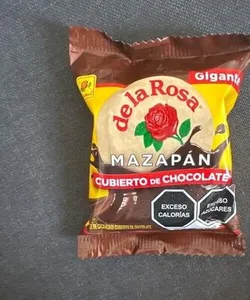 Gigante
de la Rosa
MAZAPÁN
CUBIERTO DE CHOCOLATE
EXCESO
CALORÍAS
EXCESO
AZÚCARES